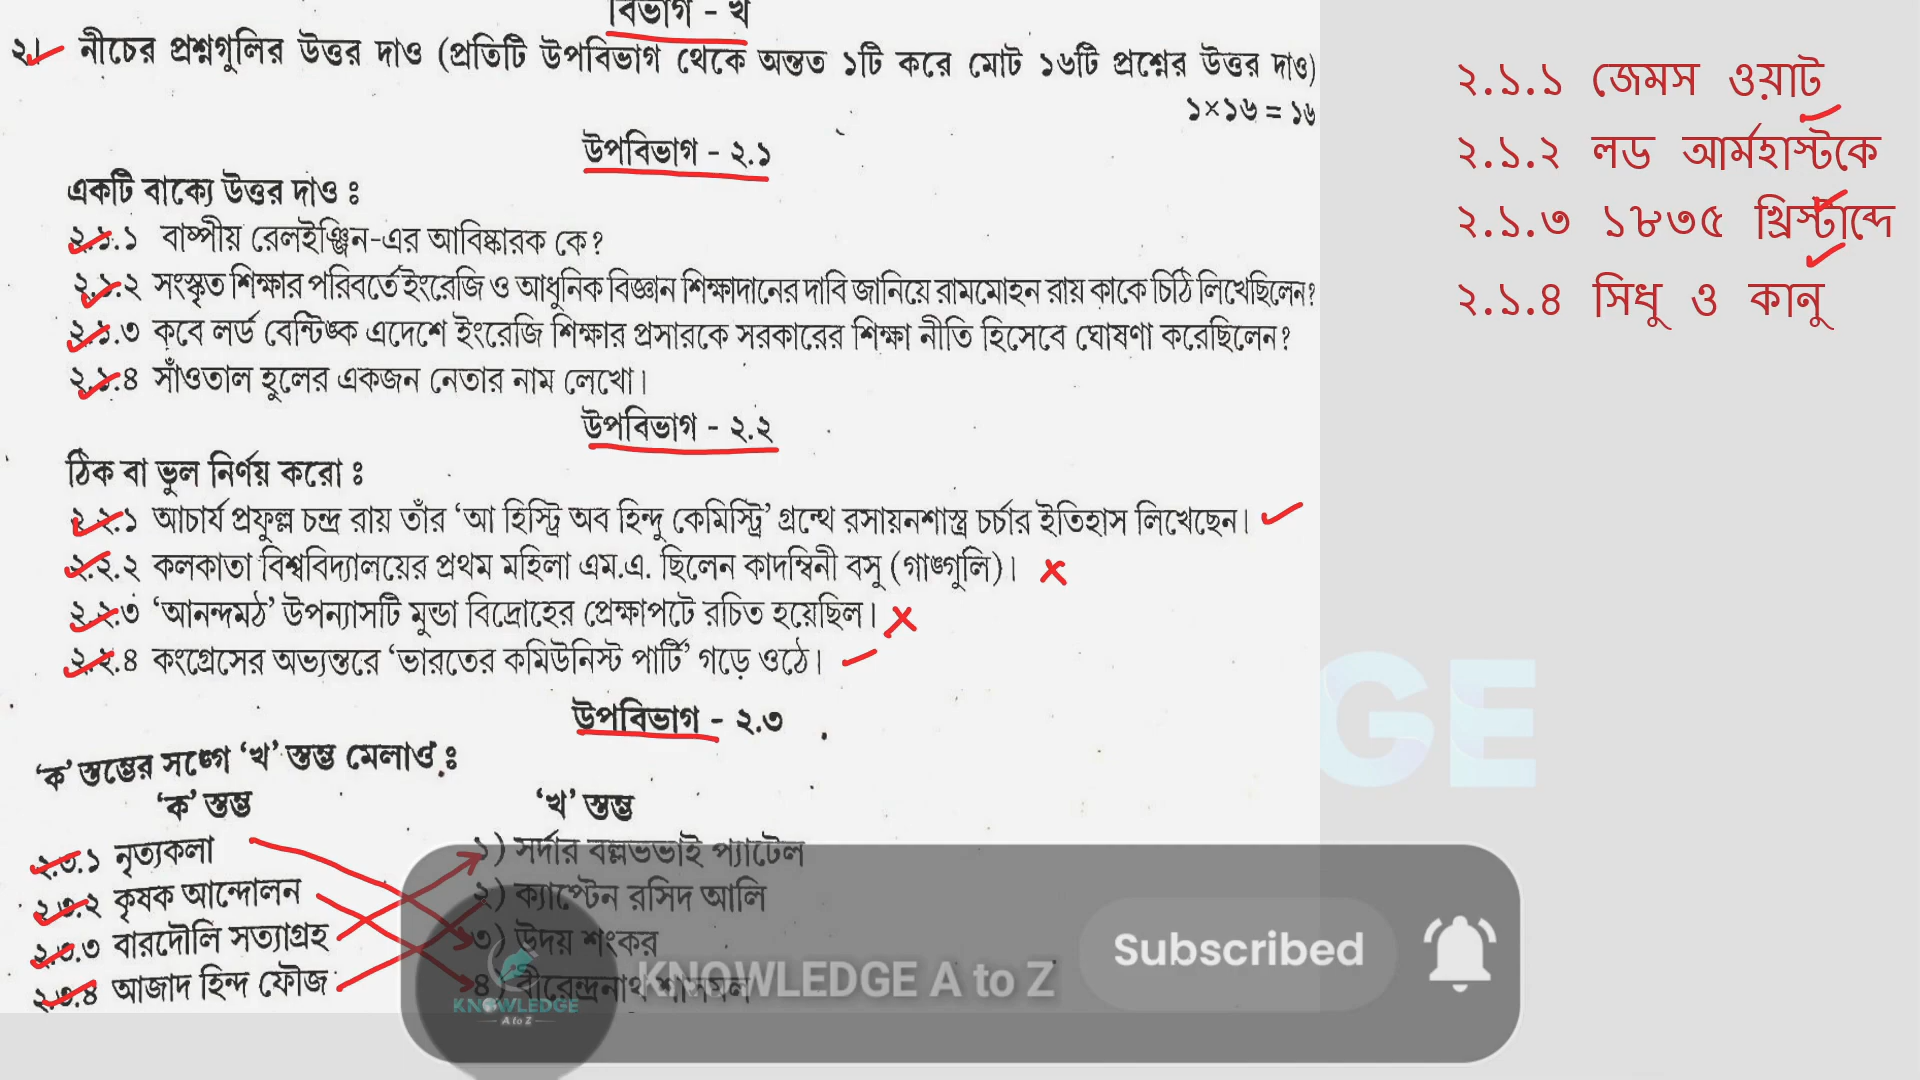 বিভাগ - খ
২। নীচের প্রশ্নগুলির উত্তর দাও (প্রতিটি উপবিভাগ থেকে অন্তত ১টি করে মোট ১৬টি প্রশ্নের উত্তর দাও)
১×১৬ = ১৬
উপবিভাগ - ২.১
একটি বাক্যে উত্তর দাও ঃ
২.১.১ বাষ্পীয় রেলইঞ্জিন-এর আবিষ্কারক কে?
২.১.২ সংস্কৃত শিক্ষার পরিবর্তে ইংরেজি ও আধুনিক বিজ্ঞান শিক্ষাদানের দাবি জানিয়ে রামমোহন রায় কাকে চিঠি লিখেছিলেন?
২.১.৩ কবে লর্ড বেন্টিঙ্ক এদেশে ইংরেজি শিক্ষার প্রসারকে সরকারের শিক্ষা নীতি হিসেবে ঘোষণা করেছিলেন?
২.১.৪ সাঁওতাল হুলের একজন নেতার নাম লেখো।
উপবিভাগ - ২.২
ঠিক বা ভুল নির্ণয় করো ঃ
২.২.১ আচার্য প্রফুল্ল চন্দ্র রায় তাঁর ‘আ হিস্ট্রি অব হিন্দু কেমিস্ট্রি’ গ্রন্থে রসায়নশাস্ত্র চর্চার ইতিহাস লিখেছেন।
২.২.২ কলকাতা বিশ্ববিদ্যালয়ের প্রথম মহিলা এম.এ. ছিলেন কাদম্বিনী বসু (গাঙ্গুলি)।
২.২.৩ ‘আনন্দমঠ’ উপন্যাসটি মুন্ডা বিদ্রোহের প্রেক্ষাপটে রচিত হয়েছিল।
২.২.৪ কংগ্রেসের অভ্যন্তরে ‘ভারতের কমিউনিস্ট পার্টি’ গড়ে ওঠে।
উপবিভাগ - ২.৩
‘ক’ স্তম্ভের সঙ্গে ‘খ’ স্তম্ভ মেলাও ঃ
‘ক’ স্তম্ভ ‘খ’ স্তম্ভ
২.৩.১ নৃত্যকলা ১) সর্দার বল্লভভাই প্যাটেল
২.৩.২ কৃষক আন্দোলন ২) ক্যাপ্টেন রসিদ আলি
২.৩.৩ বারদৌলি সত্যাগ্রহ ৩) উদয় শংকর
২.৩.৪ আজাদ হিন্দ ফৌজ ৪) বীরেন্দ্রনাথ শাসমল
২.১.১ জেমস ওয়াট
২.১.২ লড আর্মহাস্টকে
২.১.৩ ১৮৩৫ খ্রিস্টাব্দে
২.১.৪ সিধু ও কানু
GE
KNOWLEDGE
A to Z
KNOWLEDGE A to Z
Subscribed